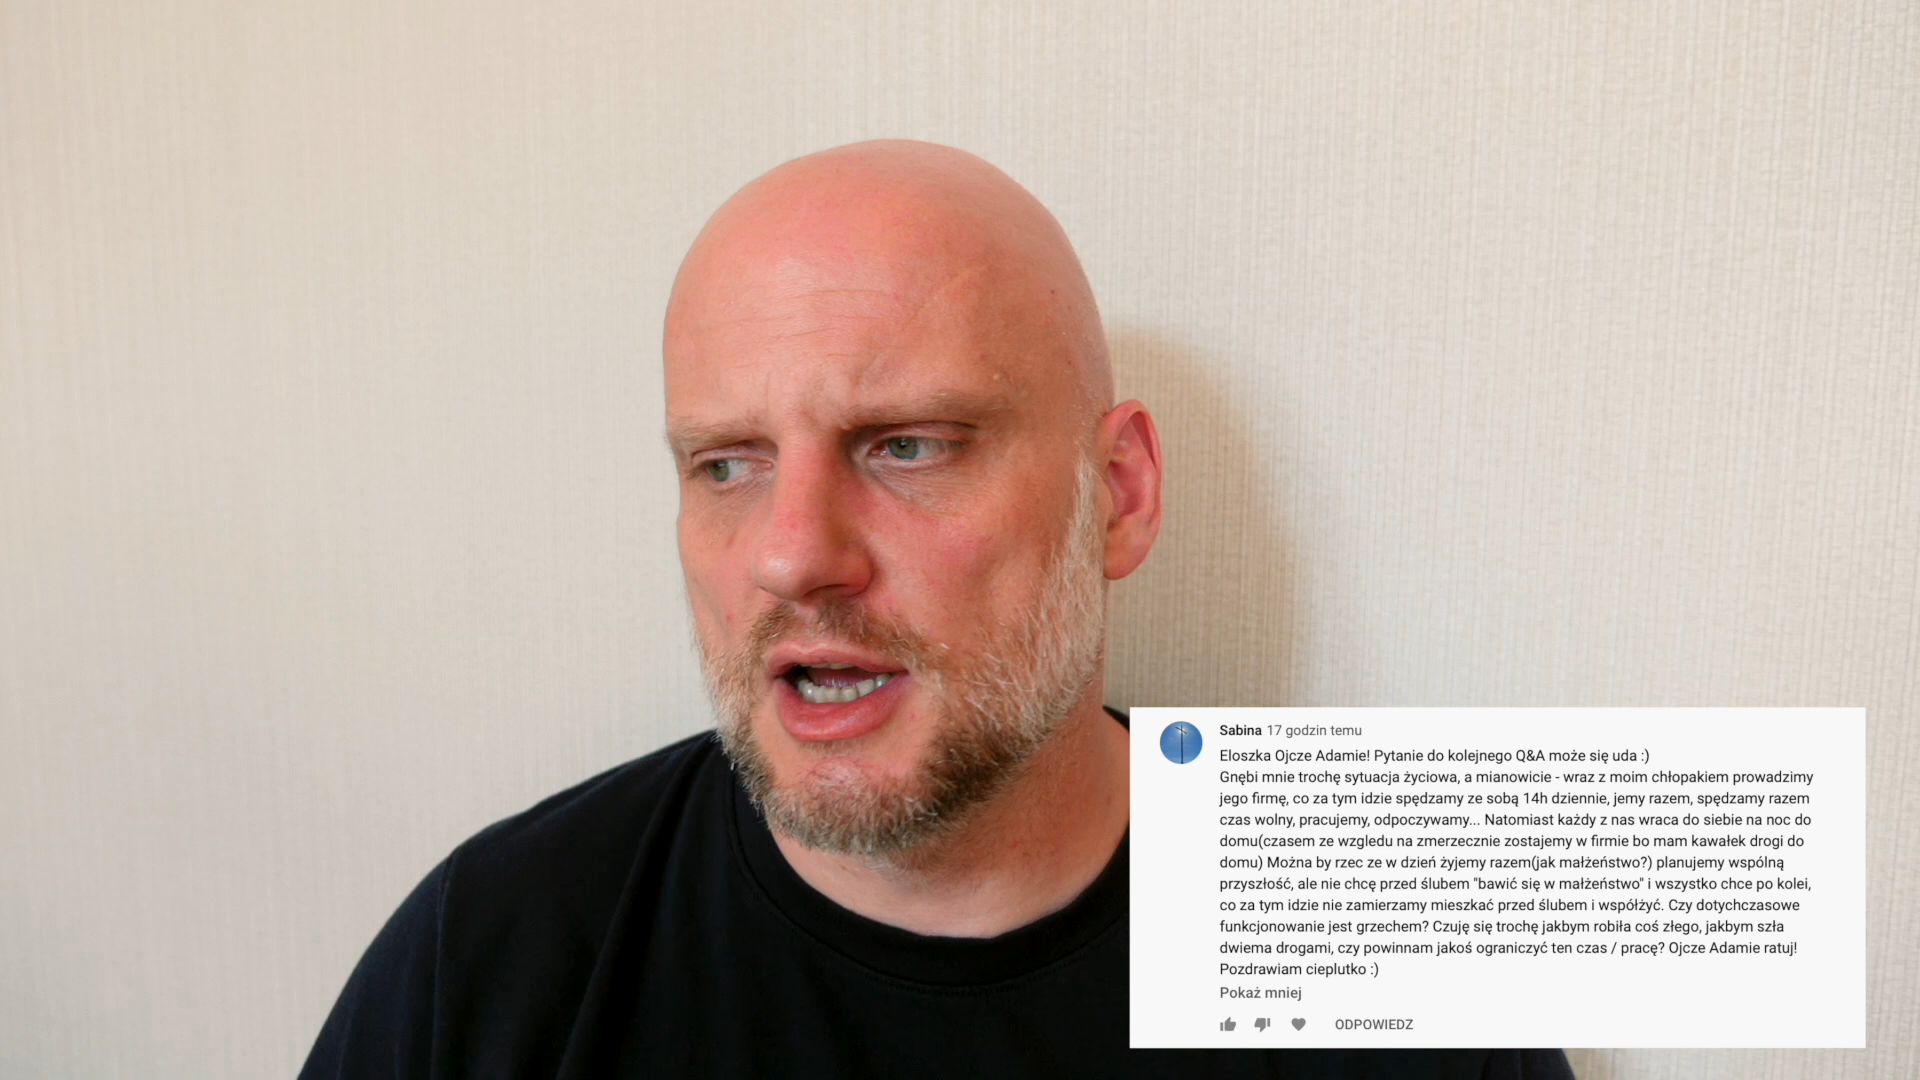 Sabina 17 godzin temu
Eloszka Ojcze Adamie! Pytanie do kolejnego Q&A może się uda :)
Gnębi mnie trochę sytuacja życiowa, a mianowicie - wraz z moim chłopakiem prowadzimy
jego firmę, co za tym idzie spędzamy ze sobą 14h dziennie, jemy razem, spędzamy razem
czas wolny, pracujemy, odpoczywamy... Natomiast każdy z nas wraca do siebie na noc do
domu(czasem ze wzgledu na zmerzecznie zostajemy w firmie bo mam kawałek drogi do
domu) Można by rzec ze w dzień żyjemy razem(jak małżeństwo?) planujemy wspólną
przyszłość, ale nie chcę przed ślubem "bawić się w małżeństwo" i wszystko chce po kolei,
co za tym idzie nie zamierzamy mieszkać przed ślubem i współżyć. Czy dotychczasowe
funkcjonowanie jest grzechem? Czuję się trochę jakbym robiła coś złego, jakbym szła
dwiema drogami, czy powinnam jakoś ograniczyć ten czas / pracę? Ojcze Adamie ratuj!
Pozdrawiam cieplutko :)
Pokaż mniej
ODPOWIEDZ